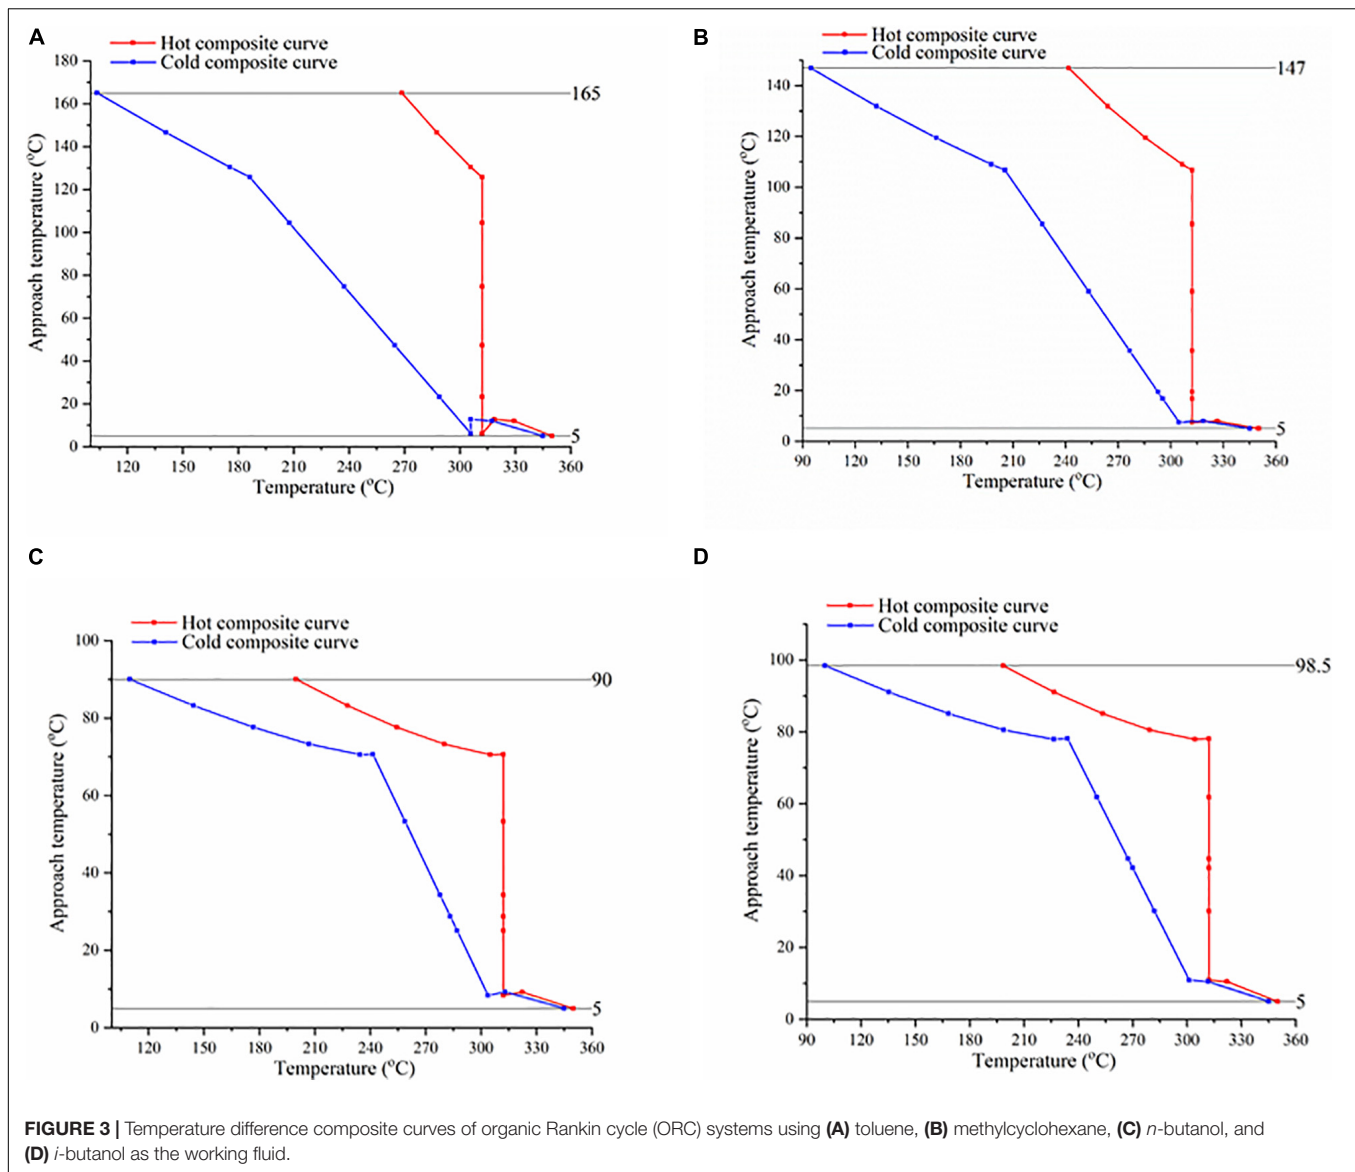 A
Hot composite curve
Cold composite curve
180
160
140
120
100
80
60
40
20
0
165
5
Approach temperature (°C)
120 150 180 210 240 270 300 330 360
Temperature (°C)
B
Hot composite curve
Cold composite curve
140
120
100
80
60
40
20
0
147
5
Approach temperature (°C)
90 120 150 180 210 240 270 300 330 360
Temperature (°C)
C
Hot composite curve
Cold composite curve
100
80
60
40
20
0
90
5
Approach temperature (°C)
120 150 180 210 240 270 300 330 360
Temperature (°C)
D
Hot composite curve
Cold composite curve
100
80
60
40
20
0
98.5
5
Approach temperature (°C)
90 120 150 180 210 240 270 300 330 360
Temperature (°C)
FIGURE 3 | Temperature difference composite curves of organic Rankin cycle (ORC) systems using (A) toluene, (B) methylcyclohexane, (C) n-butanol, and
(D) i-butanol as the working fluid.